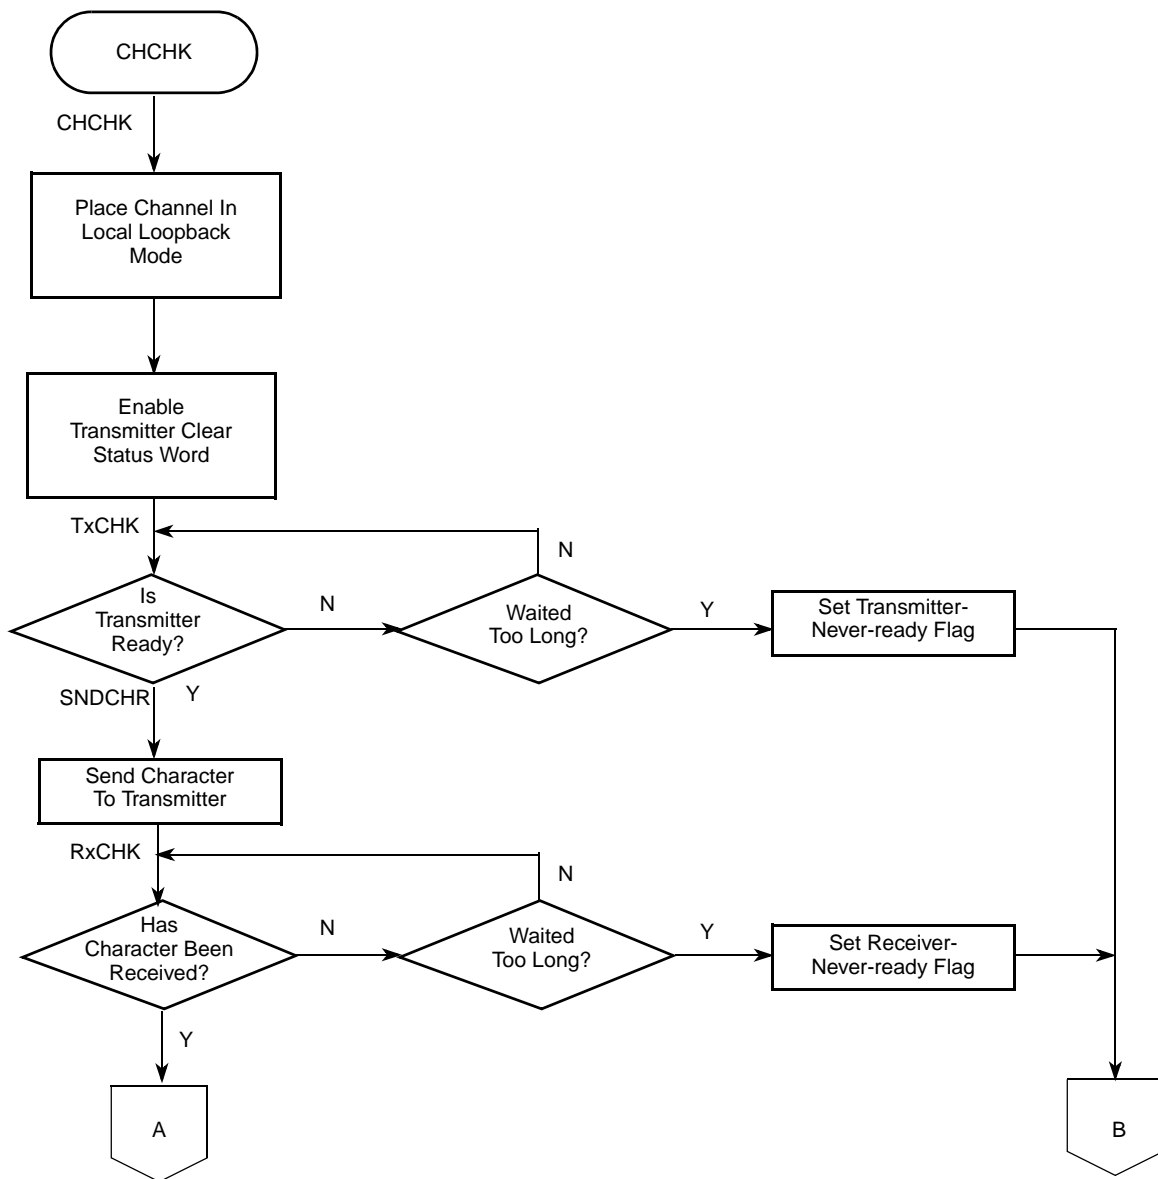 CHCHK
CHCHK
Place Channel In
Local Loopback
Mode
Enable
Transmitter Clear
Status Word
TxCHK
N
Is
Transmitter
Ready?
N
Waited
Too Long?
Y
Set Transmitter-
Never-ready Flag
SNDCHR
Y
Send Character
To Transmitter
RxCHK
N
Has
Character Been
Received?
N
Waited
Too Long?
Y
Set Receiver-
Never-ready Flag
Y
A
B